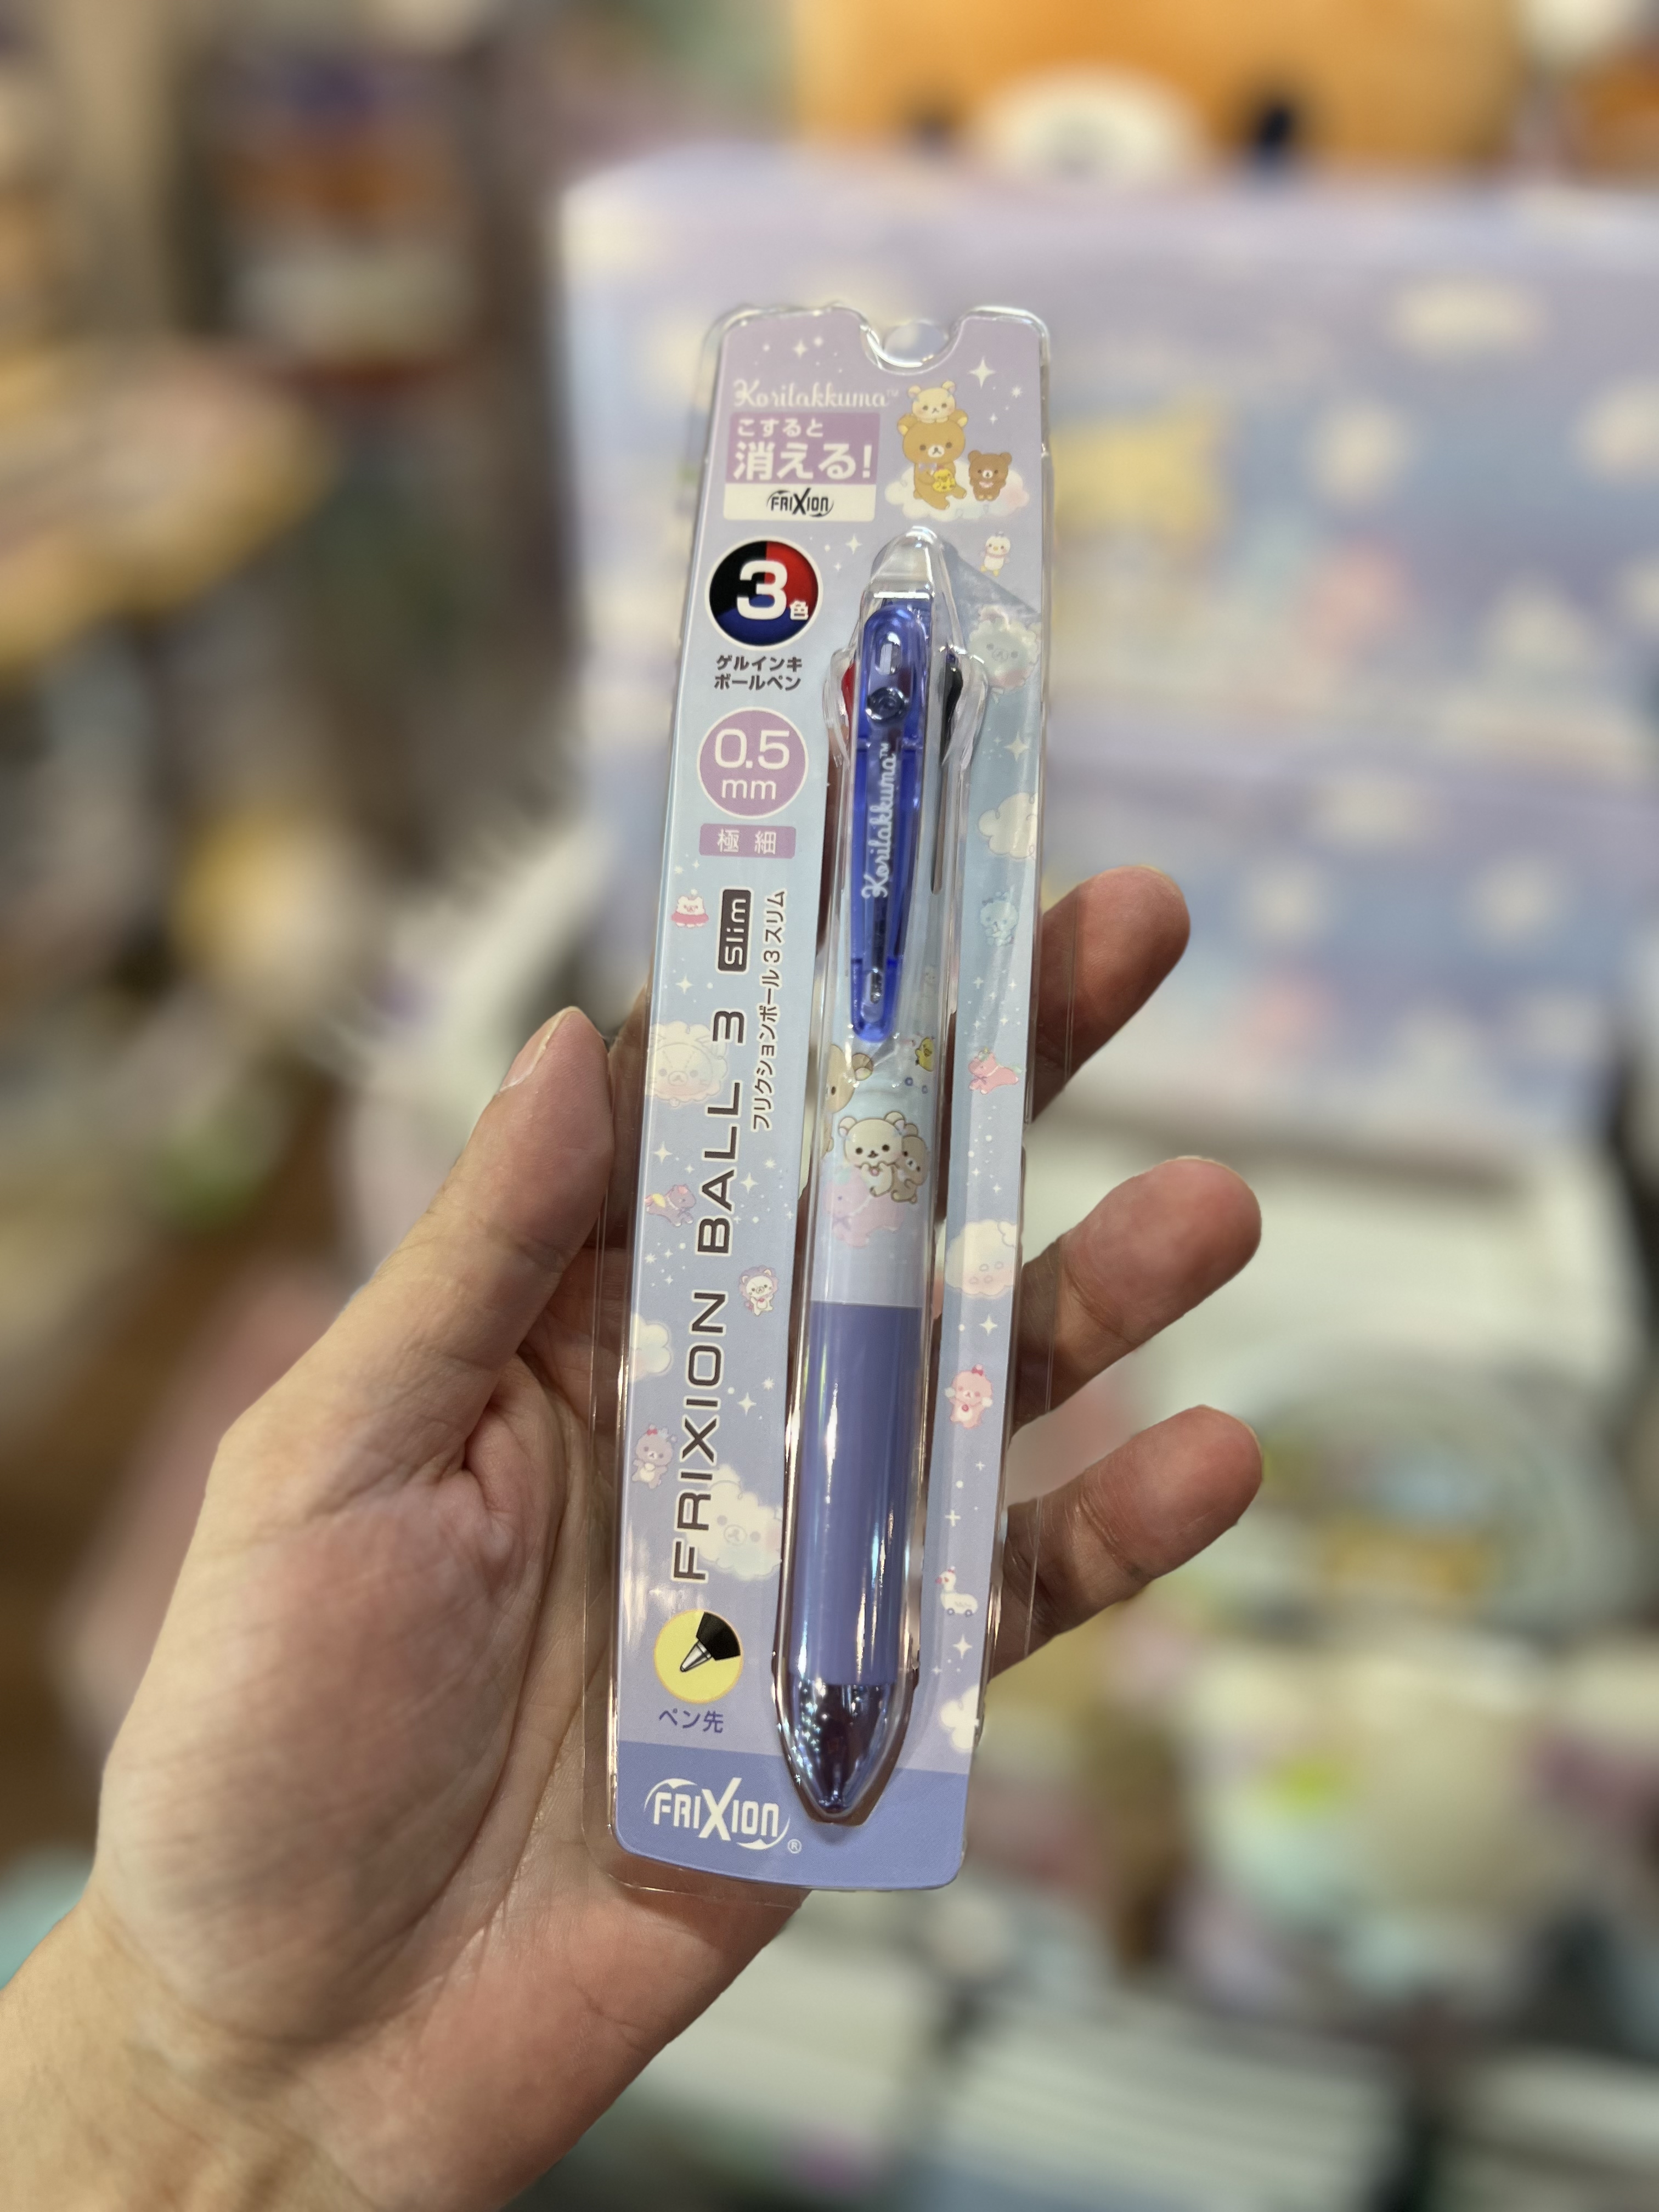 Korilakkuma™
こすると
消える!
FRIXION
3色
ゲルインキ
ボールペン
0.5
mm
極細
FRIXION BALL 3 slim
フリクションボール3スリム
Korilakkuma™
ペン先
FRIXION®